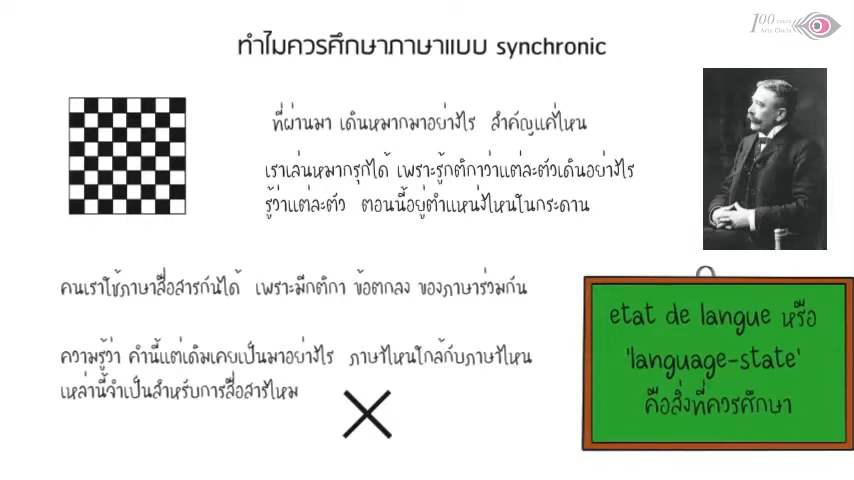 100 YEARS
Arts Chula
ทำไมควรศึกษาภาษาแบบ synchronic
ที่ผ่านมา เดินหมากมาอย่างไร สำคัญแค่ไหน
เราเล่นหมากรุกได้ เพราะรู้กติกาว่าแต่ละตัวเดินอย่างไร
รู้ว่าแต่ละตัว ตอนนี้อยู่ตำแหน่งไหนในกระดาน
คนเราใช้ภาษาสื่อสารกันได้ เพราะมีกติกา ข้อตกลง ของภาษาร่วมกัน
ความรู้ว่า คำนี้แต่เดิมเคยเป็นมาอย่างไร ภาษาไหนใกล้กับภาษาไหน
เหล่านี้จำเป็นสำหรับการสื่อสารไหม
etat de langue หรือ
'language-state'
คือสิ่งที่ควรศึกษา